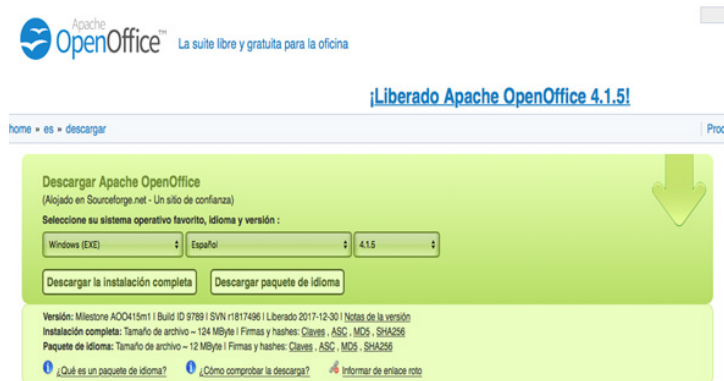 Apache
OpenOffice™ La suite libre y gratuita para la oficina
¡Liberado Apache OpenOffice 4.1.5!
home » es » descargar
Proc
Descargar Apache OpenOffice
(Alojado en Sourceforge.net - Un sitio de confianza)
Seleccione su sistema operativo favorito, idioma y versión :
Windows (EXE) Español 4.1.5
Descargar la instalación completa Descargar paquete de idioma
Versión: Milestone AOO415m1 | Build ID 9789 | SVN r1817496 | Liberado 2017-12-30 | Notas de la versión
Instalación completa: Tamaño de archivo ~ 124 MByte | Firmas y hashes: Claves , ASC , MD5 , SHA256
Paquete de idioma: Tamaño de archivo ~ 12 MByte | Firmas y hashes: Claves , ASC , MD5 , SHA256
¿Qué es un paquete de idioma? ¿Cómo comprobar la descarga? Informar de enlace roto